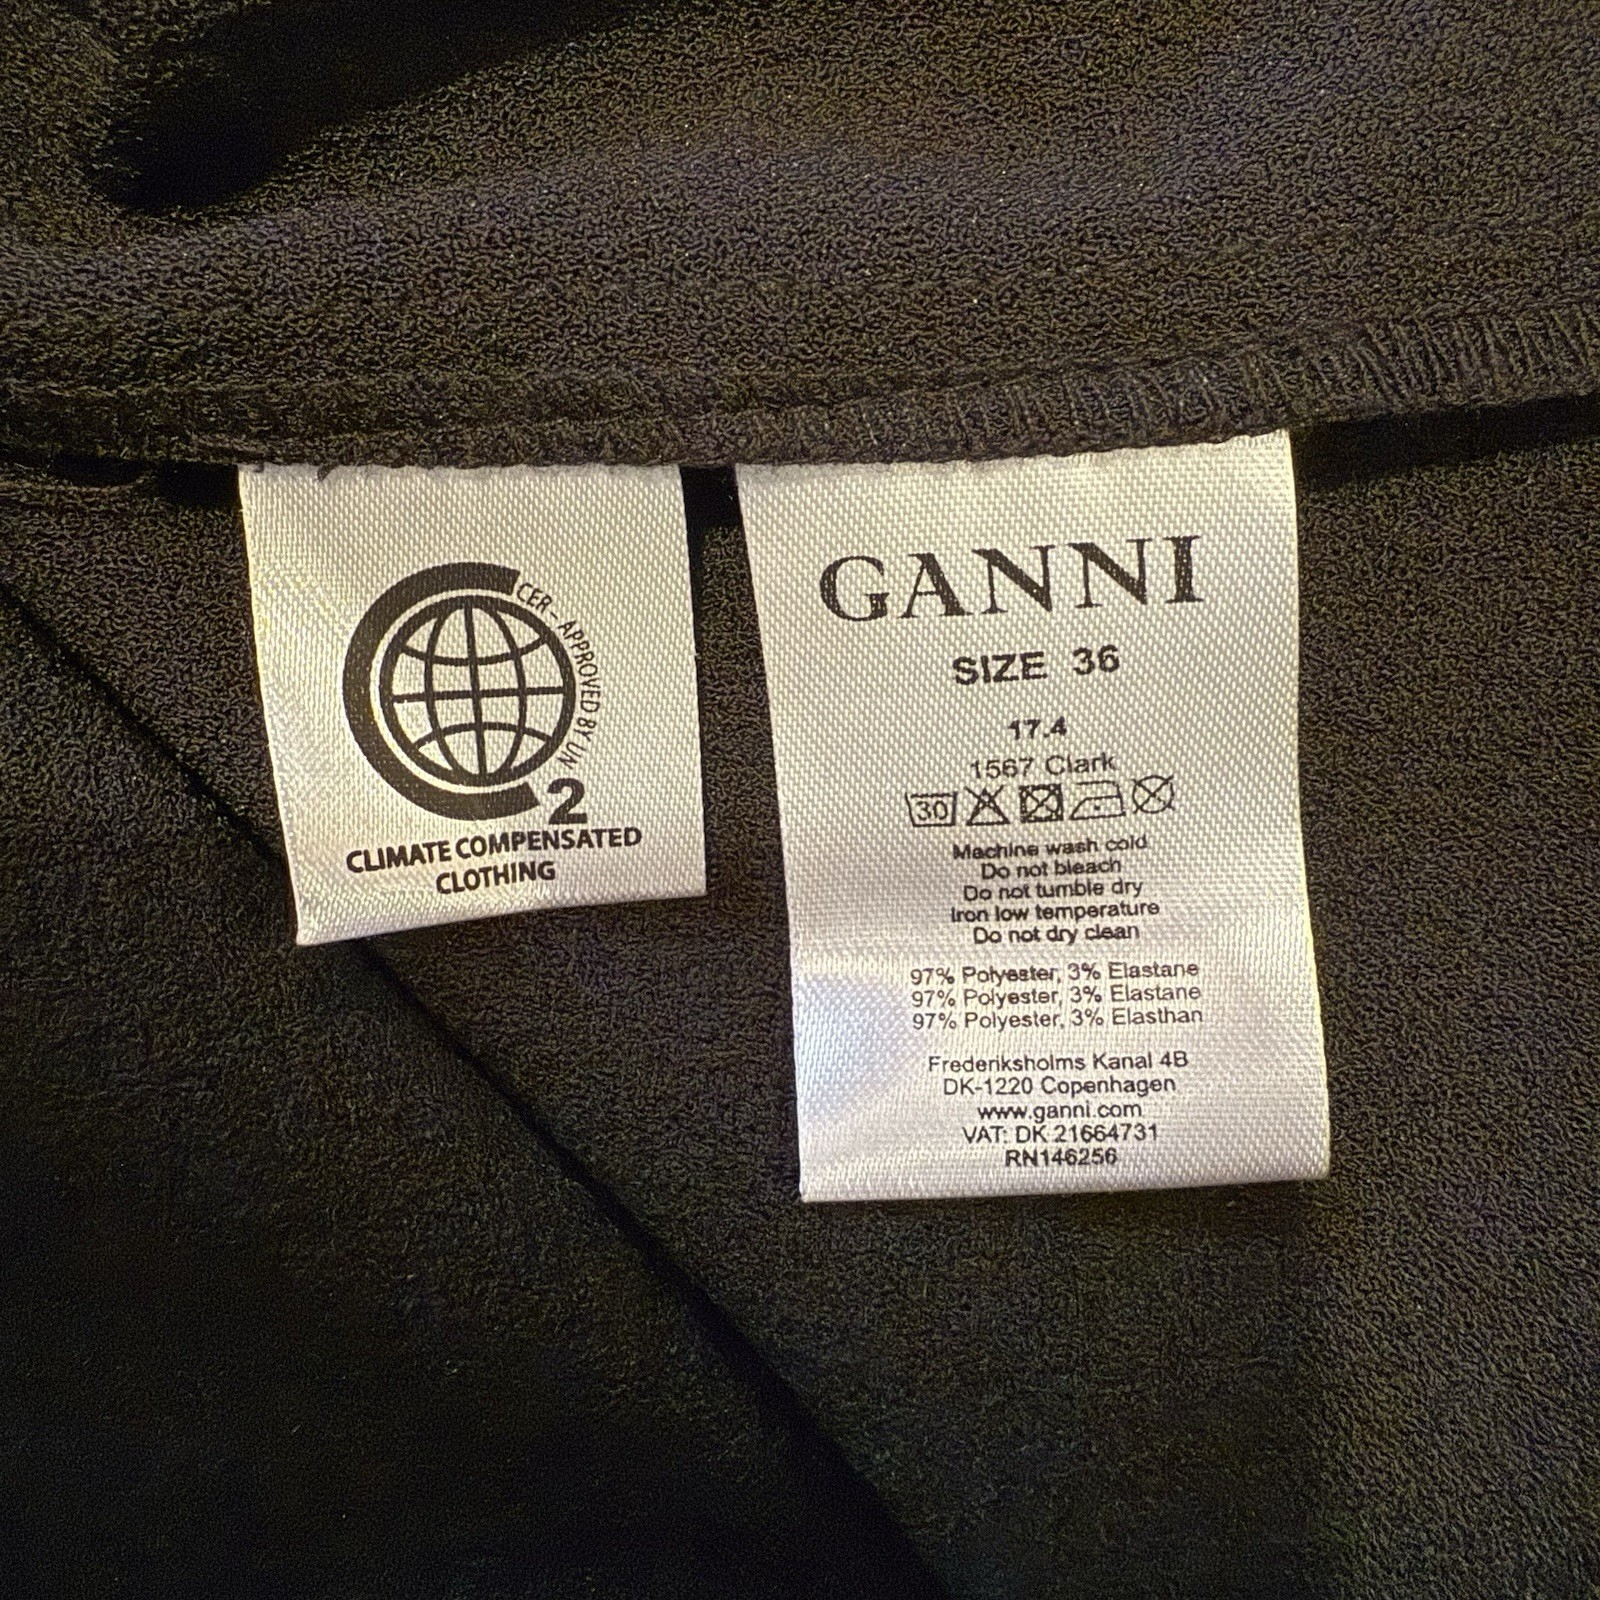 CER - APPROVED BY UN
2
CLIMATE COMPENSATED
CLOTHING
GANNI
SIZE 36
17.4
1567 Clark
30
Machine wash cold
Do not bleach
Do not tumble dry
Iron low temperature
Do not dry clean
97% Polyester, 3% Elastane
97% Polyester, 3% Elastane
97% Polyester, 3% Elasthan
Frederiksholms Kanal 4B
DK-1220 Copenhagen
www.ganni.com
VAT: DK 21664731
RN146256